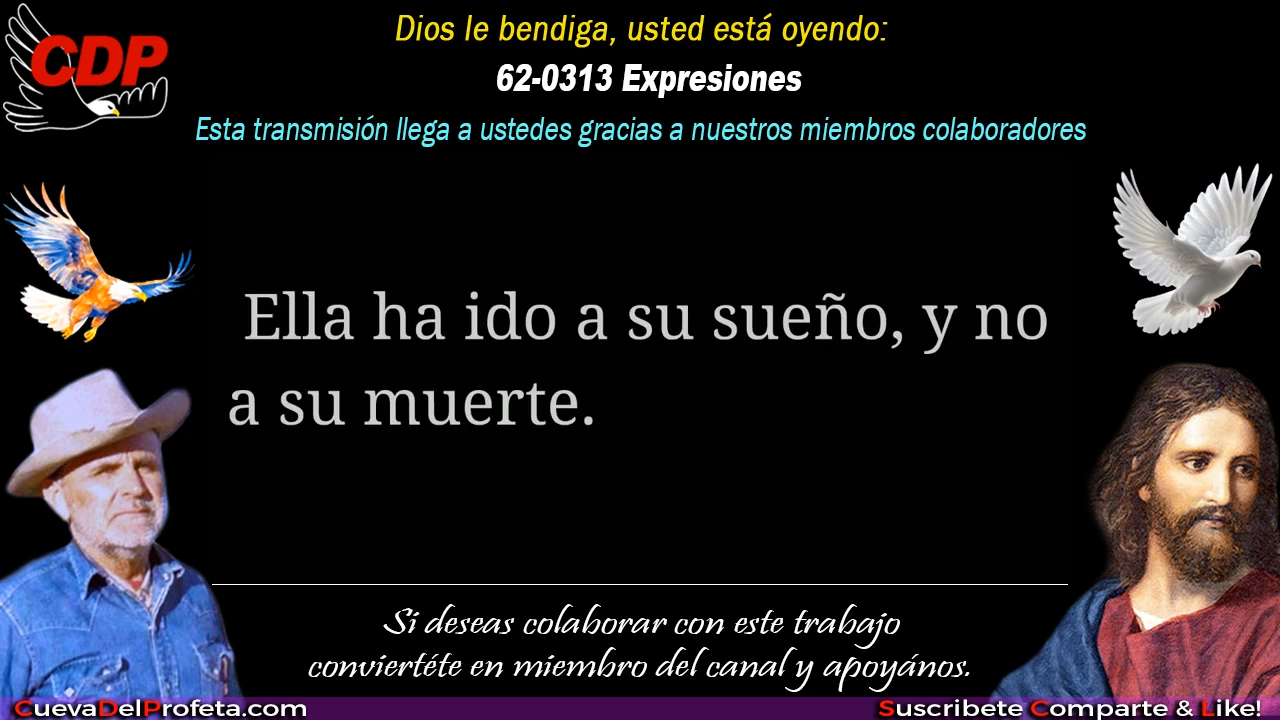 CDP
Dios le bendiga, usted está oyendo:
62-0313 Expresiones
Esta transmisión llega a ustedes gracias a nuestros miembros colaboradores
Ella ha ido a su sueño, y no
a su muerte.
Si deseas colaborar con este trabajo
conviertéte en miembro del canal y apoyános.
CuevaDelProfeta.com
Suscribete Comparte & Like!